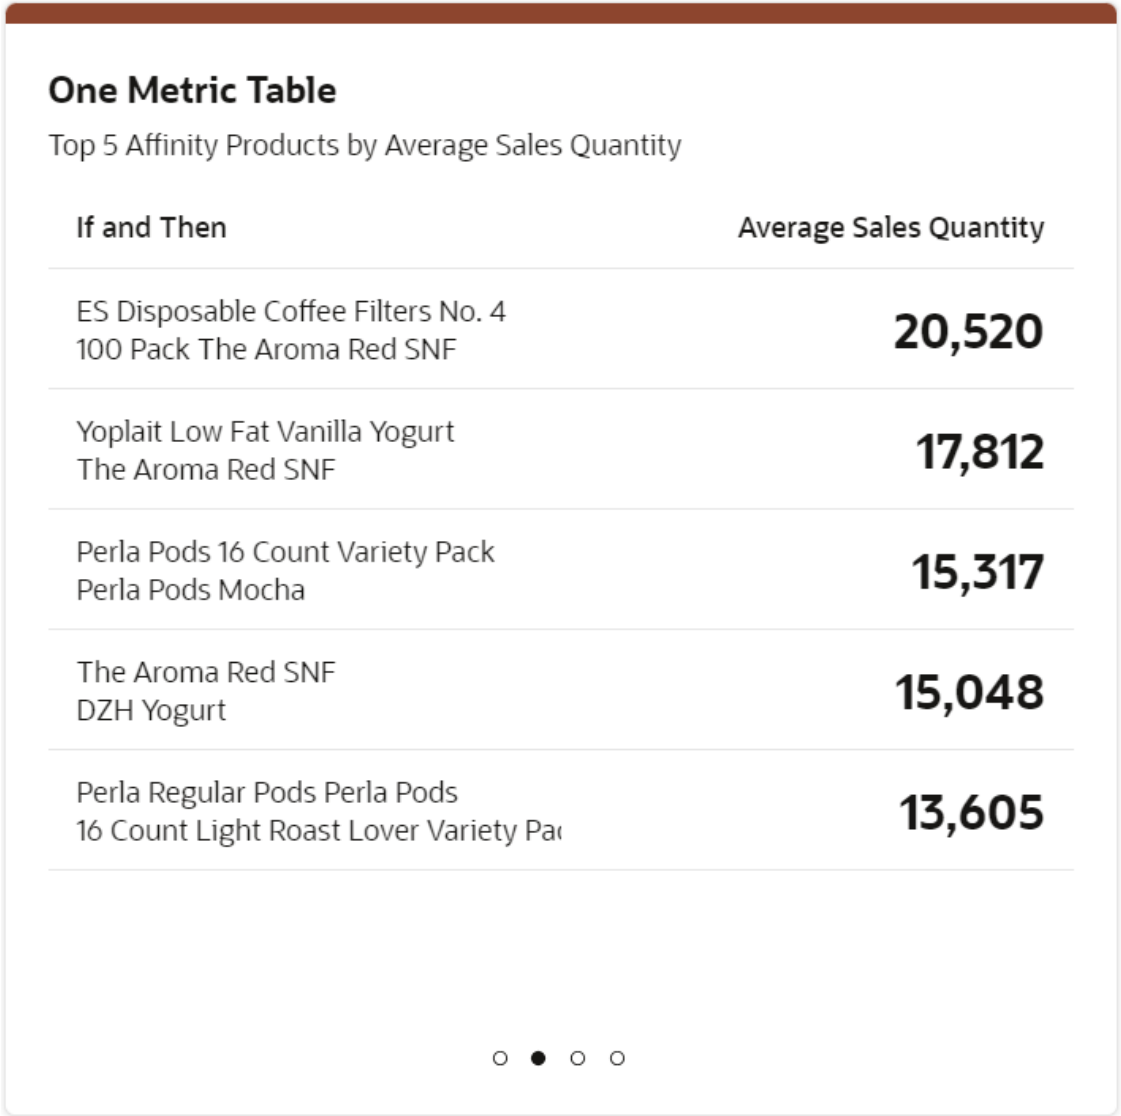 One Metric Table
Top 5 Affinity Products by Average Sales Quantity
If and Then Average Sales Quantity
ES Disposable Coffee Filters No. 4
100 Pack The Aroma Red SNF
20,520
Yoplait Low Fat Vanilla Yogurt
The Aroma Red SNF
17,812
Perla Pods 16 Count Variety Pack
Perla Pods Mocha
15,317
The Aroma Red SNF
DZH Yogurt
15,048
Perla Regular Pods Perla Pods
16 Count Light Roast Lover Variety
13,605